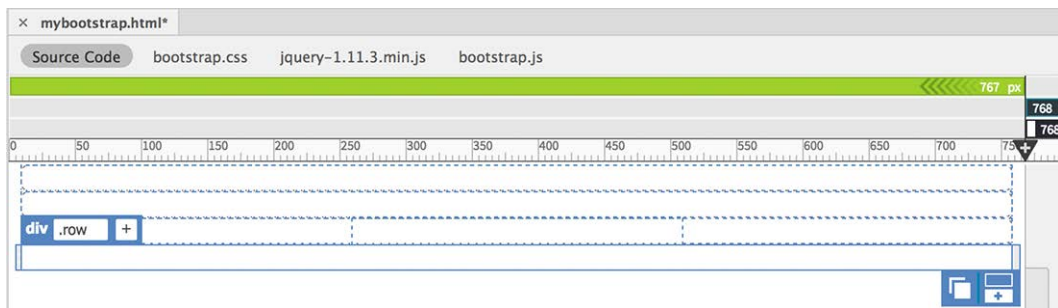 × mybootstrap.html*
Source Code bootstrap.css jquery-1.11.3.min.js bootstrap.js
767 px
768
768
0 50 100 150 200 250 300 350 400 450 500 550 600 650 700 75
div .row +